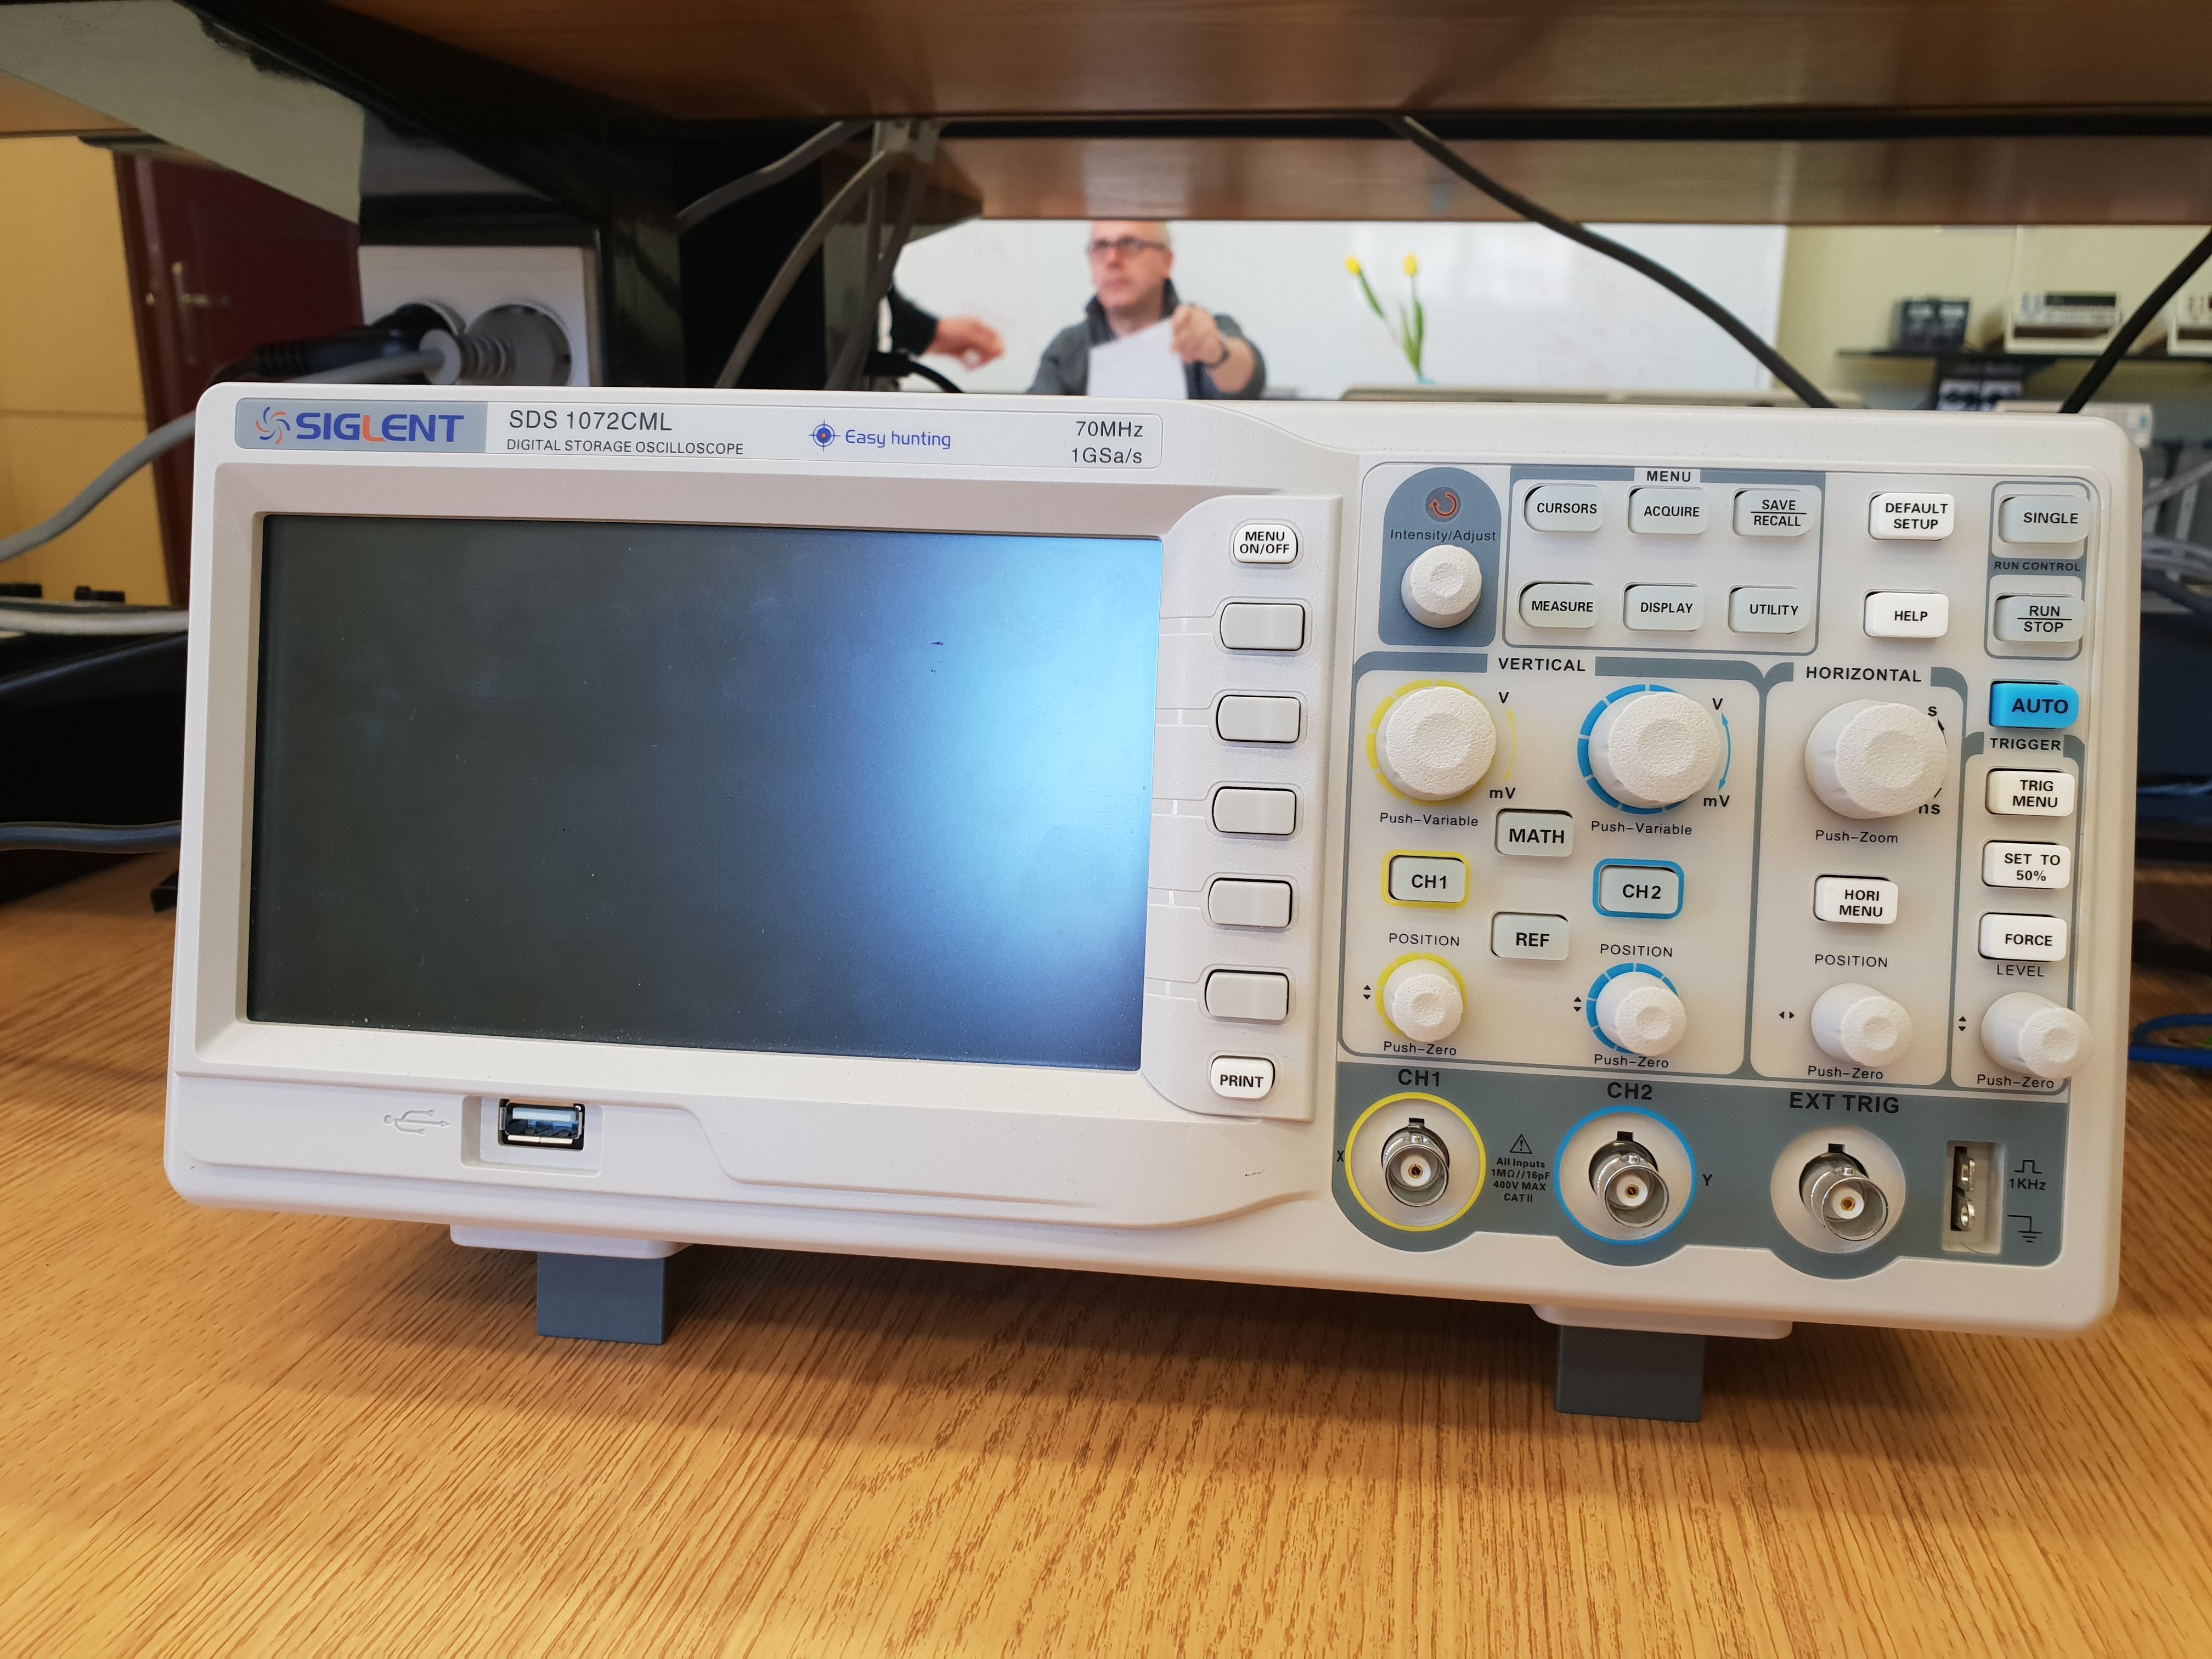 SIGLENT
SDS 1072CML
DIGITAL STORAGE OSCILLOSCOPE
Easy hunting
70MHz
1GSa/s
MENU
ON/OFF
PRINT
Intensity/Adjust
MENU
CURSORS
ACQUIRE
SAVE
RECALL
MEASURE
DISPLAY
UTILITY
DEFAULT
SETUP
HELP
SINGLE
RUN CONTROL
RUN
STOP
AUTO
VERTICAL
V
mV
Push-Variable
V
mV
Push-Variable
MATH
CH1
CH2
REF
POSITION
POSITION
Push-Zero
Push-Zero
HORIZONTAL
s
ns
Push-Zoom
HORI
MENU
POSITION
Push-Zero
TRIGGER
TRIG
MENU
SET TO
50%
FORCE
LEVEL
Push-Zero
CH1
X
All Inputs
1MΩ//16pF
400V MAX
CAT II
CH2
Y
EXT TRIG
1KHz